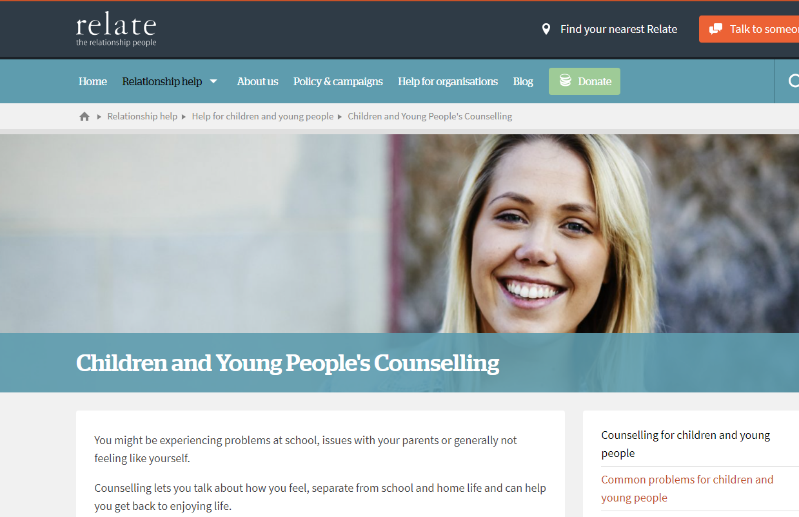 relate
the relationship people
Find your nearest Relate
Talk to
Home
Relationship help
About us
Policy & campaigns
Help for organisations
Blog
Donate
Relationship help
Help for children and young people
Children and Young People's Counselling
Children and Young People's Counselling
You might be experiencing problems at school, issues with your parents or generally not
feeling like yourself.
Counselling lets you talk about how you feel, separate from school and home life and can help
you get back to enjoying life.
Counselling for children and young
people
Common problems for children and
young people